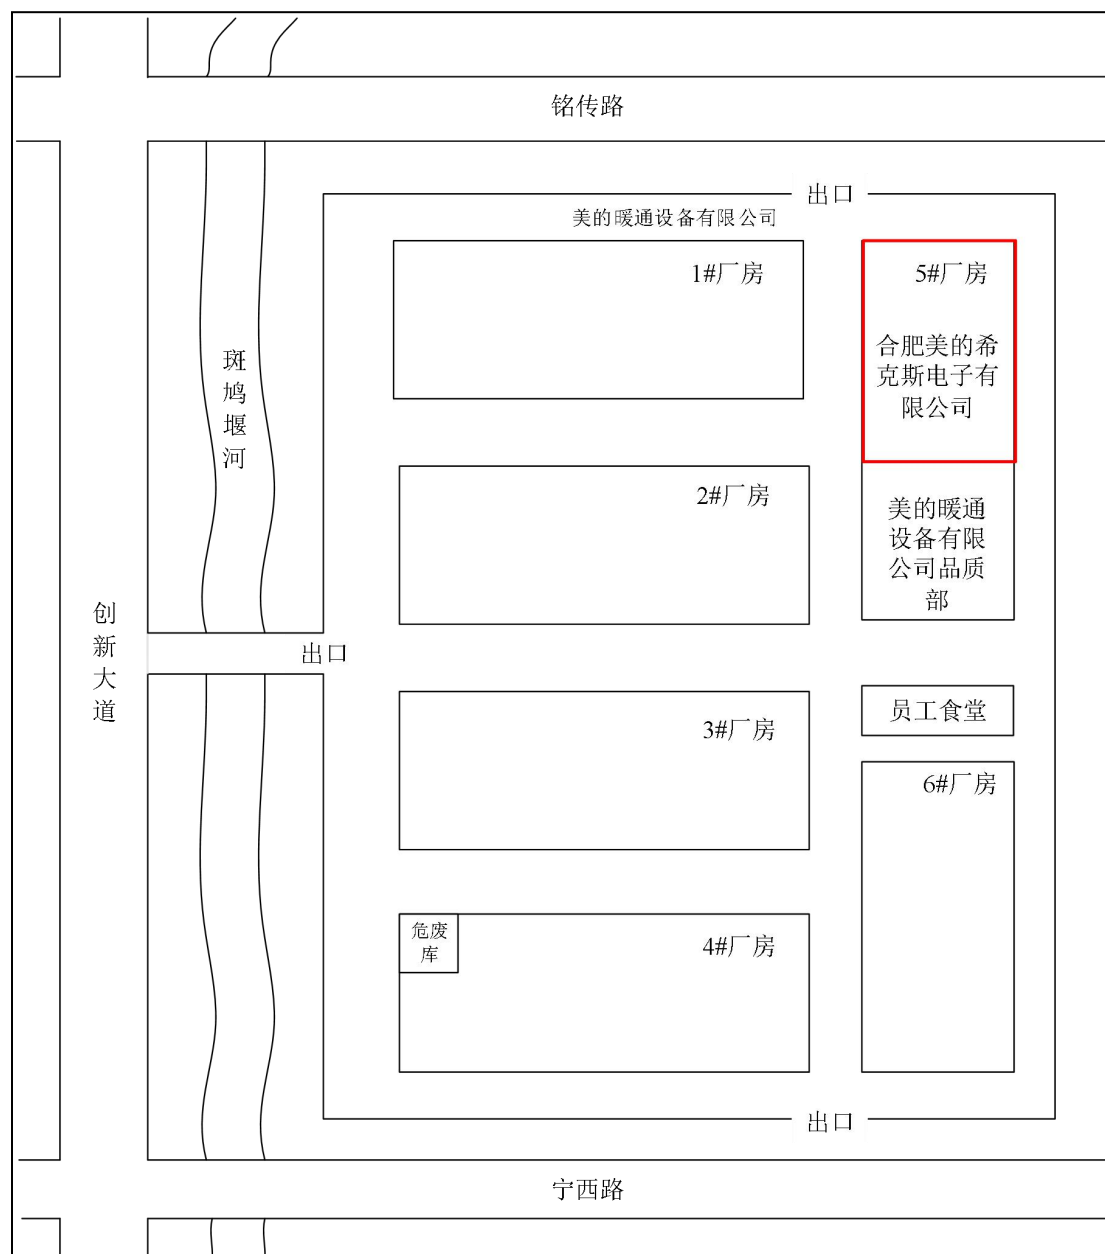 铭传路
出口
美的暖通设备有限公司
1#厂房
5#厂房
合肥美的希
克斯电子有
限公司
斑
鸠
堰
河
2#厂房
美的暖通
设备有限
公司品质
部
创
新
大
道
出口
3#厂房
员工食堂
6#厂房
危废
库
4#厂房
出口
宁西路